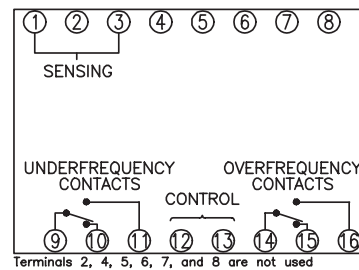 1 2 3 4 5 6 7 8
SENSING
UNDERFREQUENCY CONTACTS
OVERFREQUENCY CONTACTS
CONTROL
9 10 11 12 13 14 15 16
Terminals 2, 4, 5, 6, 7, and 8 are not used